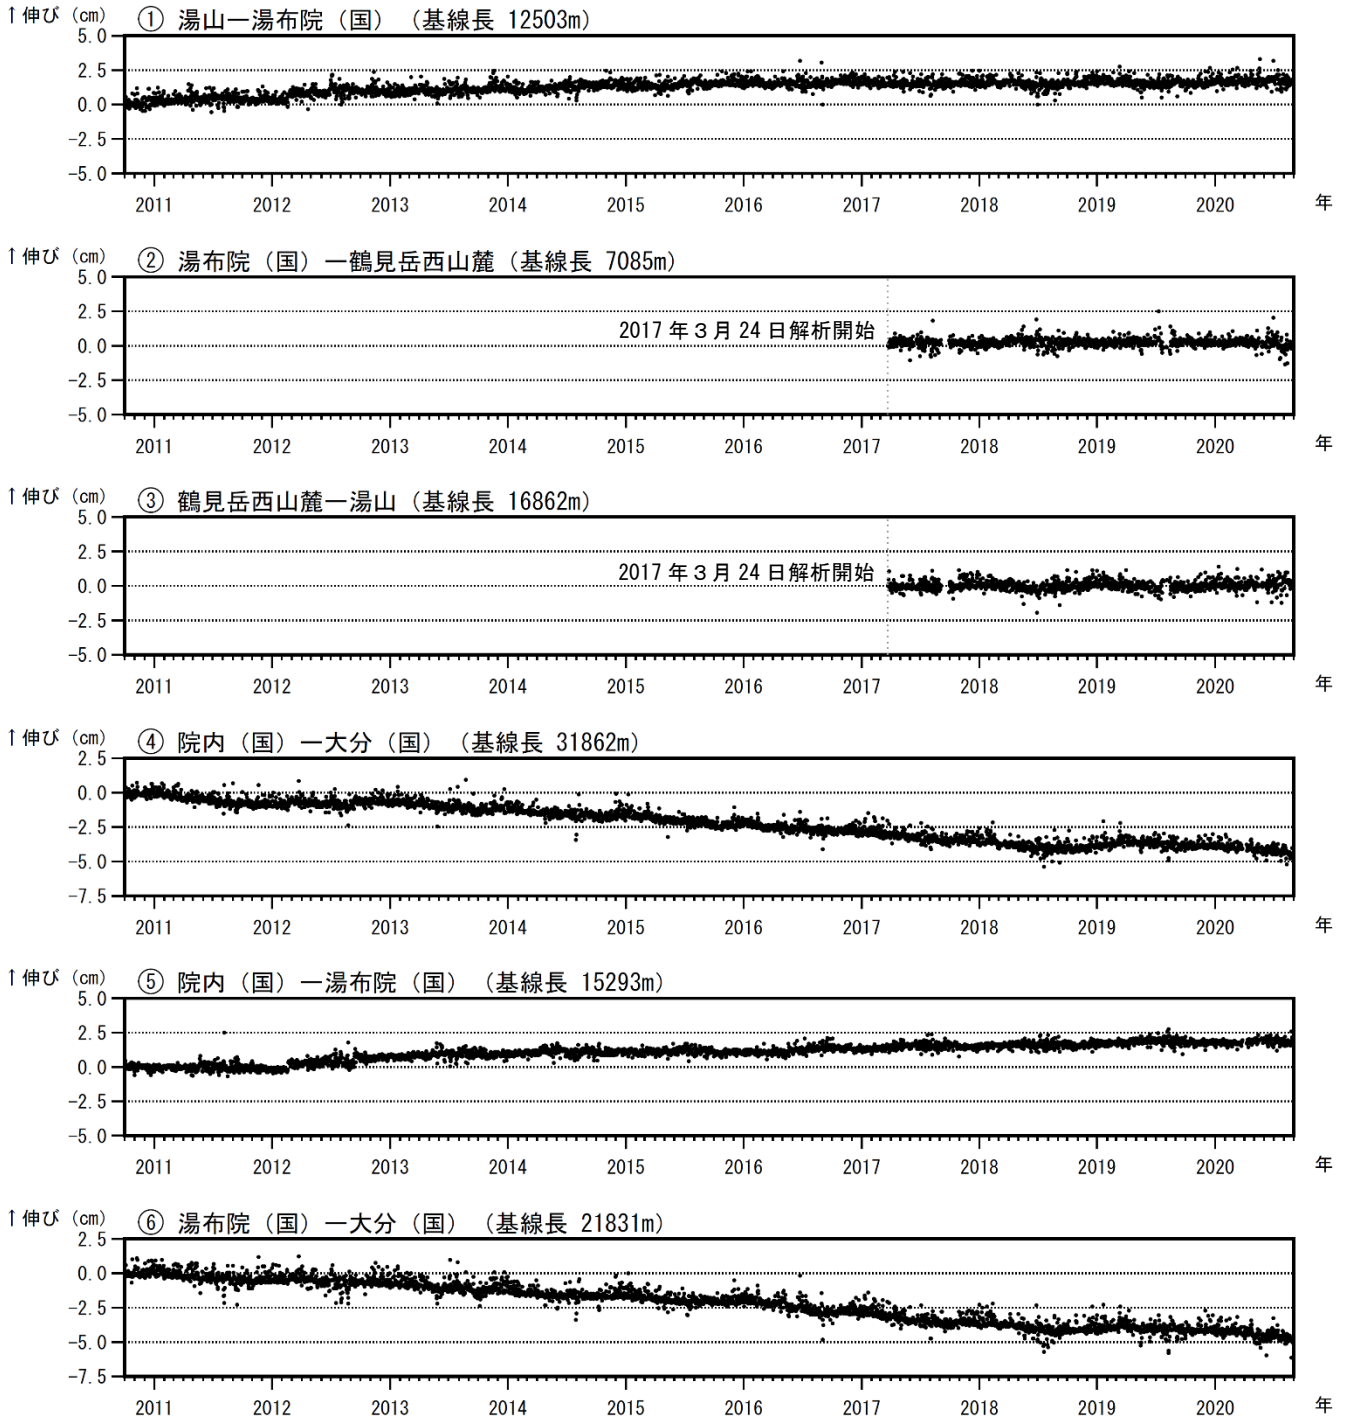 ↑伸び (cm) ① 湯山ー湯布院（国）（基線長 12503m）
5.0
2.5
0.0
−2.5
−5.0
2011 2012 2013 2014 2015 2016 2017 2018 2019 2020 年
↑伸び (cm) ② 湯布院（国）ー鶴見岳西山麓（基線長 7085m）
5.0
2.5
2017年３月24日解析開始
0.0
−2.5
−5.0
2011 2012 2013 2014 2015 2016 2017 2018 2019 2020 年
↑伸び (cm) ③ 鶴見岳西山麓ー湯山（基線長 16862m）
5.0
2.5
2017年３月24日解析開始
0.0
−2.5
−5.0
2011 2012 2013 2014 2015 2016 2017 2018 2019 2020 年
↑伸び (cm) ④ 院内（国）ー大分（国）（基線長 31862m）
2.5
0.0
−2.5
−5.0
−7.5
2011 2012 2013 2014 2015 2016 2017 2018 2019 2020 年
↑伸び (cm) ⑤ 院内（国）ー湯布院（国）（基線長 15293m）
5.0
2.5
0.0
−2.5
−5.0
2011 2012 2013 2014 2015 2016 2017 2018 2019 2020 年
↑伸び (cm) ⑥ 湯布院（国）ー大分（国）（基線長 21831m）
2.5
0.0
−2.5
−5.0
−7.5
2011 2012 2013 2014 2015 2016 2017 2018 2019 2020 年